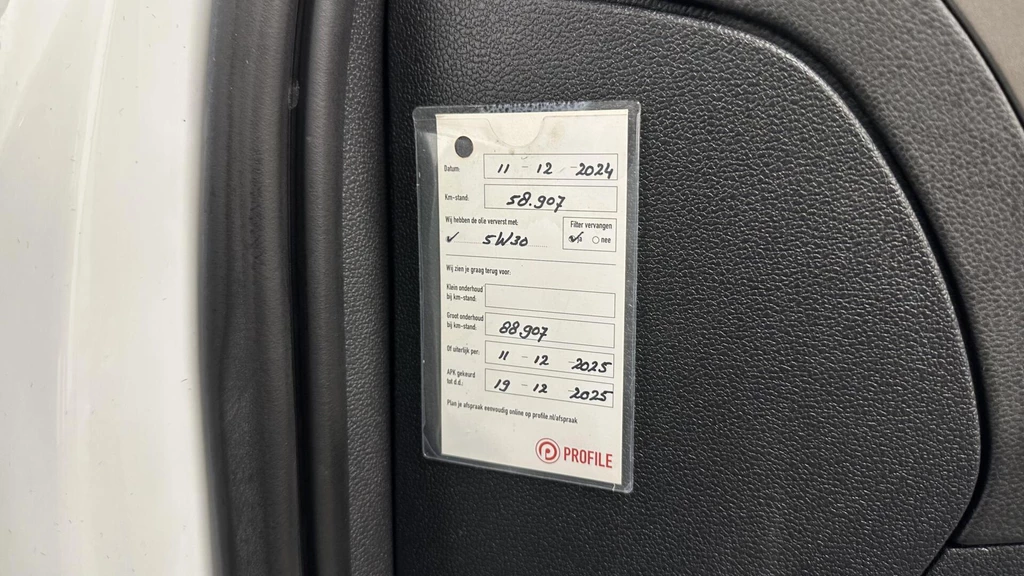 Datum: 11 - 12 - 2024
Km-stand: 58.907
Wij hebben de olie ververst met:
✓ 5W30
Filter vervangen
✓ ja ○ nee
Wij zien je graag terug voor:
Klein onderhoud
bij km-stand:
Groot onderhoud
bij km-stand: 88.907
Of uiterlijk per: 11 - 12 - 2025
APK gekeurd
tot d.d.: 19 - 12 - 2025
Plan je afspraak eenvoudig online op profile.nl/afspraak
PROFILE